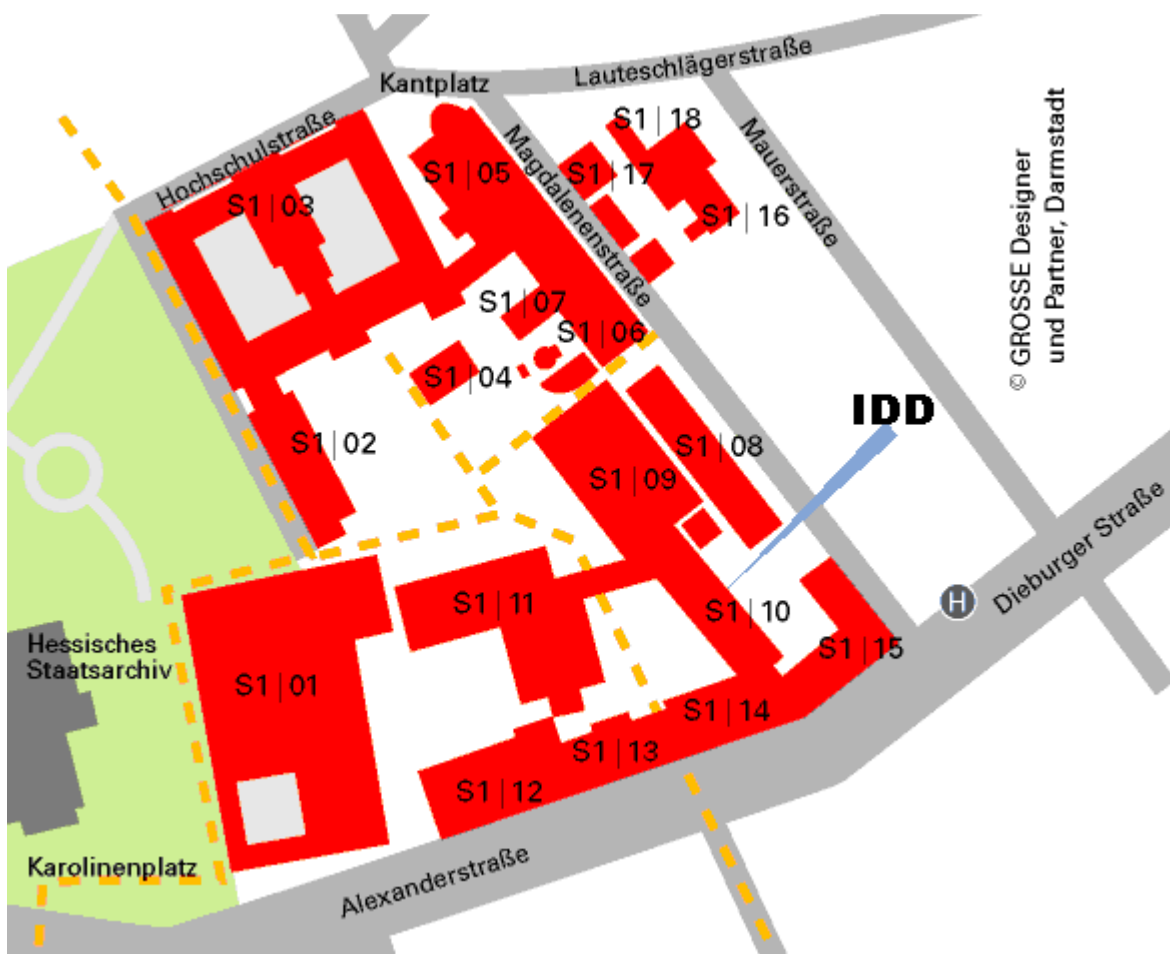 Kantplatz
Lauteschlägerstraße
Hochschulstraße
Magdalenenstraße
Mauerstraße
S1 | 18
S1 | 17
S1 | 05
S1 | 03
S1 | 16
© GROSSE Designer
und Partner, Darmstadt
S1 | 07
S1 | 06
S1 | 04
IDD
S1 | 02
S1 | 08
S1 | 09
Dieburger Straße
H
S1 | 11
S1 | 10
Hessisches
Staatsarchiv
S1 | 15
S1 | 01
S1 | 14
S1 | 13
S1 | 12
Karolinenplatz
Alexanderstraße